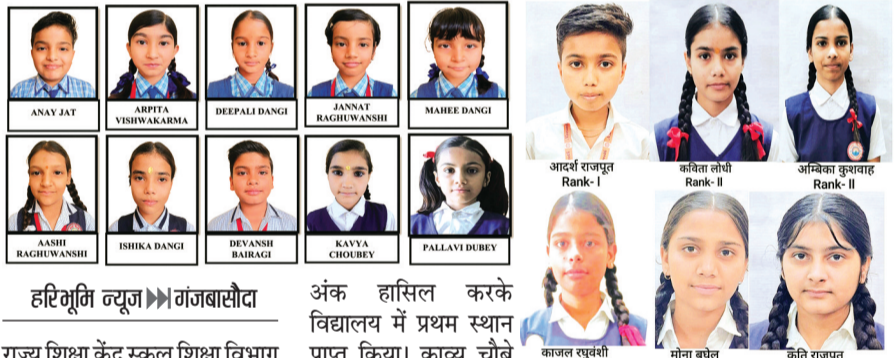 ANAY JAT
ARPITA
VISHWAKARMA
DEEPALI DANGI
JANNAT
RAGHUWANSHI
MAHEE DANGI
AASHI
RAGHUWANSHI
ISHIKA DANGI
DEVANSH
BAIRAGI
KAVYA
CHOUBEY
PALLAVI DUBEY
आदर्श राजपूत
Rank- I
कविता लोधी
Rank- II
अम्बिका कुशवाह
Rank- II
काजल रघुवंशी
मोना बघेल
कृति राजपूत
हरिभूमि न्यूज गंजबासौदा
राज्य शिक्षा केंद्र स्कूल शिक्षा विभाग
अंक हासिल करके
विद्यालय में प्रथम स्थान
प्राप्त किया। काव्य चौबे